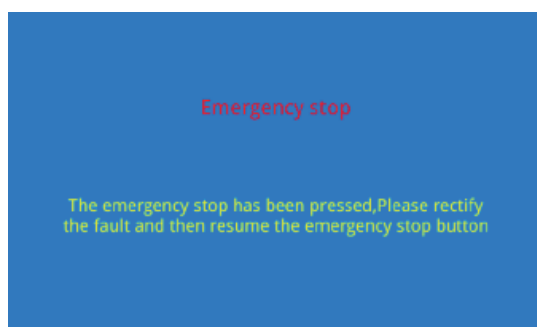 Emergency stop
The emergency stop has been pressed,Please rectify
the fault and then resume the emergency stop button